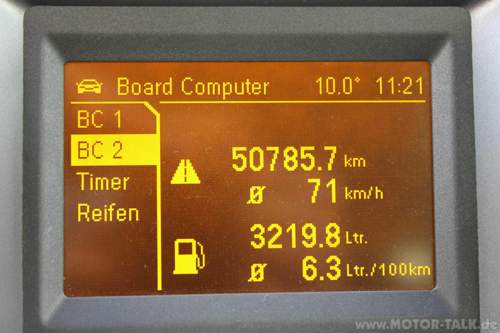 Board Computer 10.0° 11:21
BC 1
BC 2
Timer
Reifen
50785.7 km
Ø 71 km/h
3219.8 Ltr.
Ø 6.3 Ltr./100km
www.MOTOR-TALK.de